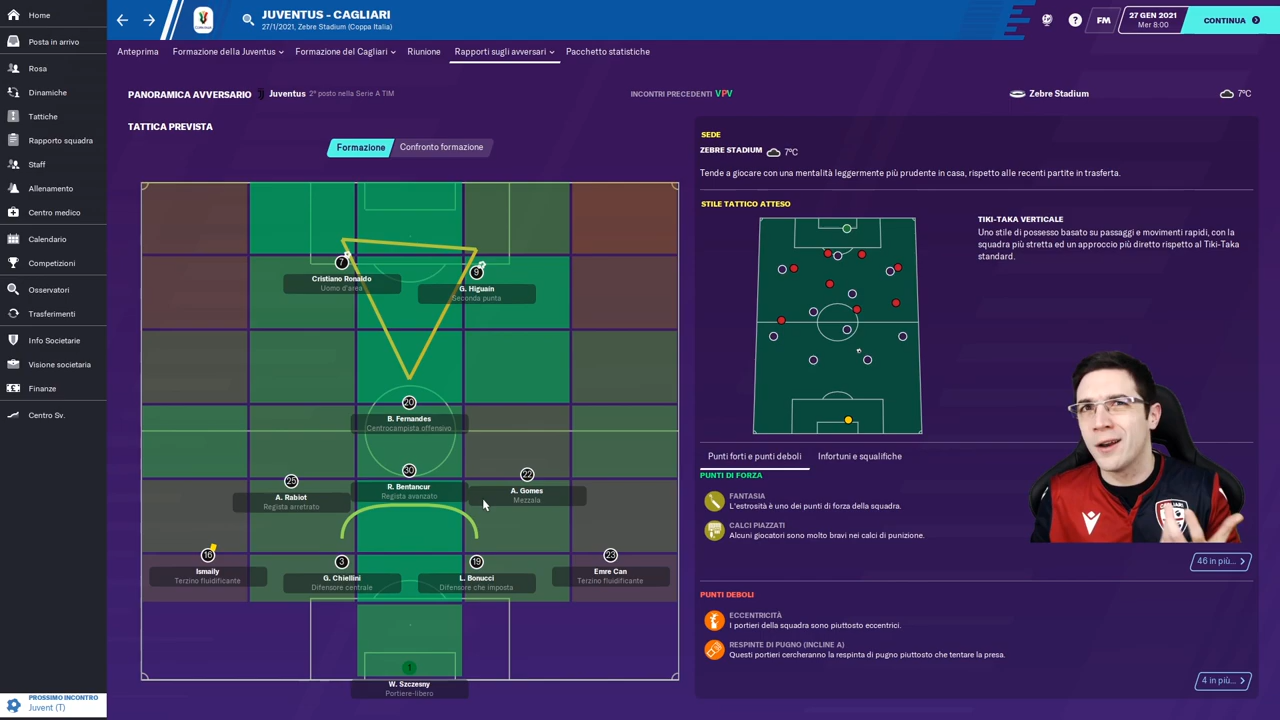 Home
Posta in arrivo
Rosa
Dinamiche
Tattiche
Rapporto squadra
Staff
Allenamento
Centro medico
Calendario
Competizioni
Osservatori
Trasferimenti
Info Societarie
Visione societaria
Finanze
Centro Sv.
PROSSIMO INCONTRO
Juvent (T)
JUVENTUS - CAGLIARI
27/1/2021, Zebre Stadium (Coppa Italia)
? FM
27 GEN 2021
Mer 8:00
CONTINUA
Anteprima Formazione della Juventus Formazione del Cagliari Riunione Rapporti sugli avversari Pacchetto statistiche
PANORAMICA AVVERSARIO Juventus 2° posto nella Serie A TIM INCONTRI PRECEDENTI VPV Zebre Stadium 7°C
TATTICA PREVISTA
Formazione Confronto formazione
7
Cristiano Ronaldo
Uomo d'area
9
G. Higuaín
Seconda punta
20
B. Fernandes
Centrocampista offensivo
30
R. Bentancur
Regista avanzato
25
A. Rabiot
Regista arretrato
22
A. Gomes
Mezzala
16
Ismaily
Terzino fluidificante
3
G. Chiellini
Difensore centrale
19
L. Bonucci
Difensore che imposta
23
Emre Can
Terzino fluidificante
1
W. Szczesny
Portiere-libero
SEDE
ZEBRE STADIUM 7°C
Tende a giocare con una mentalità leggermente più prudente in casa, rispetto alle recenti partite in trasferta.
STILE TATTICO ATTESO
TIKI-TAKA VERTICALE
Uno stile di possesso basato su passaggi e movimenti rapidi, con la
squadra più stretta ed un approccio più diretto rispetto al Tiki-Taka
standard.
Punti forti e punti deboli Infortuni e squalifiche
PUNTI DI FORZA
FANTASIA
L'estrosità è uno dei punti di forza della squadra.
CALCI PIAZZATI
Alcuni giocatori sono molto bravi nei calci di punizione.
46 in più...
PUNTI DEBOLI
ECCENTRICITÀ
I portieri della squadra sono piuttosto eccentrici.
RESPINTE DI PUGNO (INCLINE A)
Questi portieri cercheranno la respinta di pugno piuttosto che tentare la presa.
4 in più...